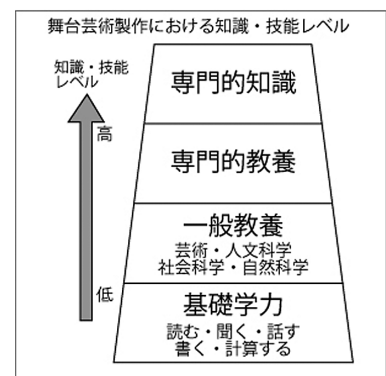 舞台芸術製作における知識・技能レベル
知識・技能
レベル
高
低
専門的知識
専門的教養
一般教養
芸術・人文科学
社会科学・自然科学
基礎学力
読む・聞く・話す
書く・計算する